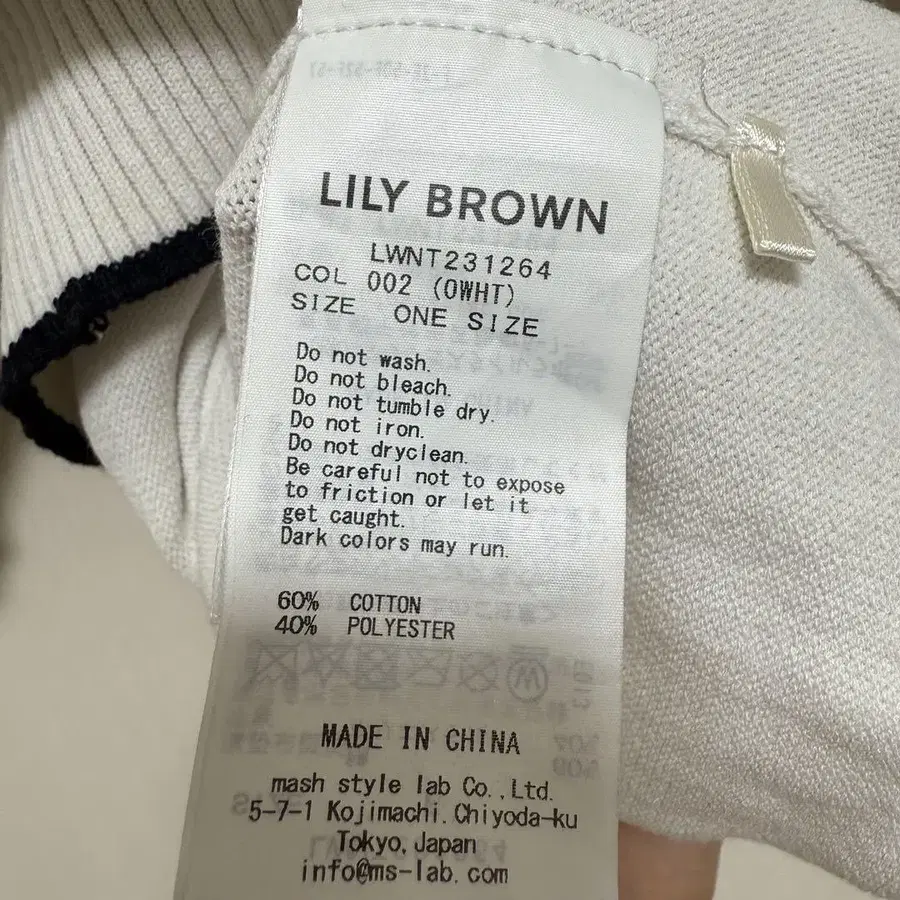 LILY BROWN
LWNT231264
COL 002 (OWHT)
SIZE ONE SIZE
Do not wash.
Do not bleach.
Do not tumble dry.
Do not iron.
Do not dryclean.
Be careful not to expose
to friction or let it
get caught.
Dark colors may run.
60% COTTON
40% POLYESTER
MADE IN CHINA
mash style lab Co.,Ltd.
5-7-1 Kojimachi.Chiyoda-ku
Tokyo,Japan
info@ms-lab.com